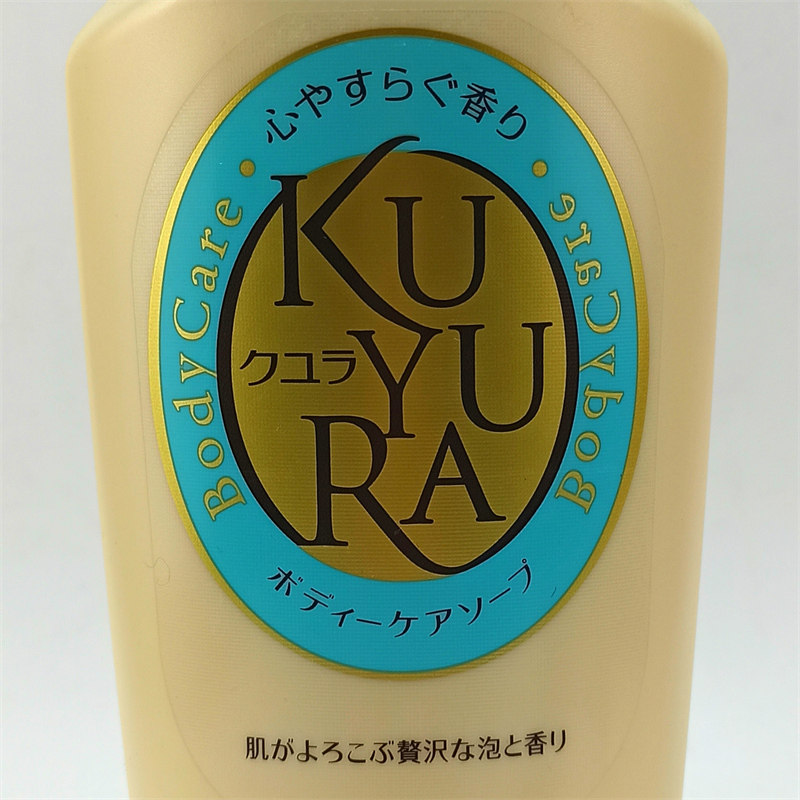 心やすらぐ香り
BodyCare
BodyCare
KU
クユラ
YU
RA
ボディーケアソープ
肌がよろこぶ贅沢な泡と香り